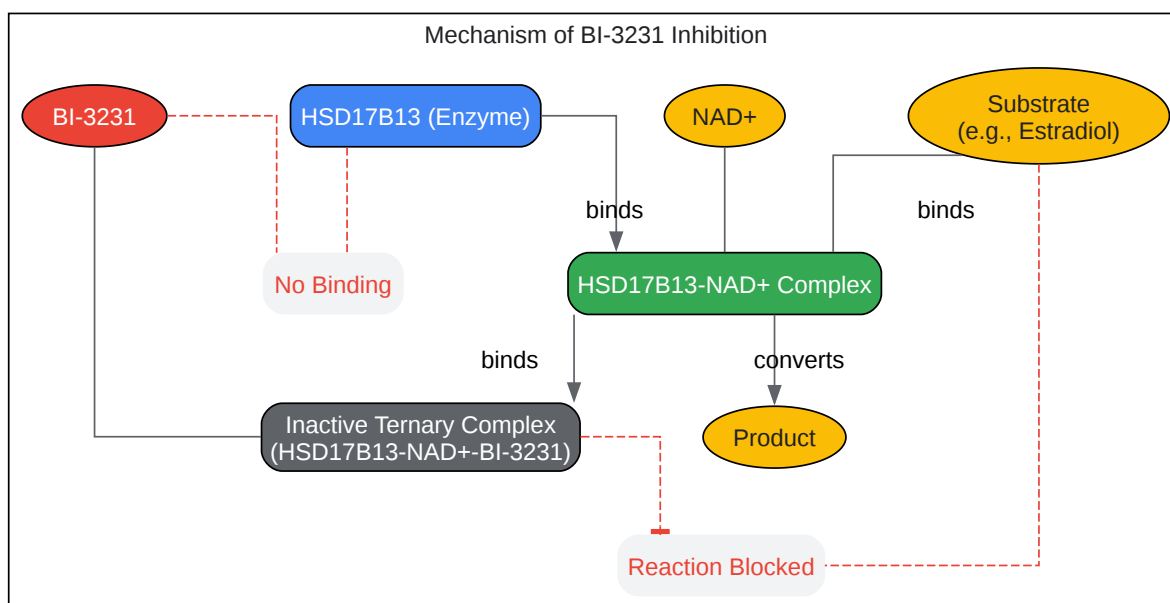 Mechanism of BI-3231 Inhibition
BI-3231
HSD17B13 (Enzyme)
NAD+
Substrate
(e.g., Estradiol)
binds
binds
No Binding
HSD17B13-NAD+ Complex
binds
converts
Inactive Ternary Complex
(HSD17B13-NAD+-BI-3231)
Product
Reaction Blocked